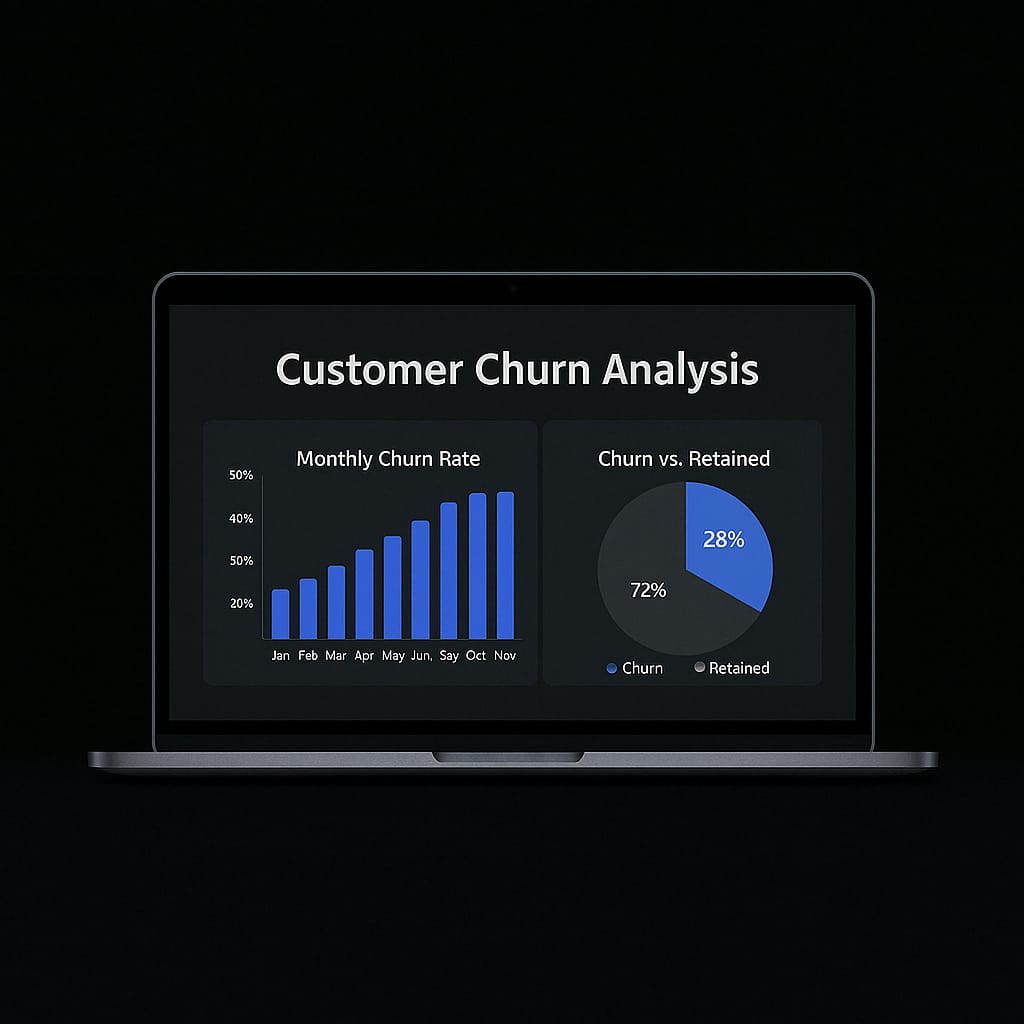 Customer Churn Analysis
Monthly Churn Rate
50%
40%
50%
20%
Jan Feb Mar Apr May Jun, Say Oct Nov
Churn vs. Retained
28%
72%
Churn Retained